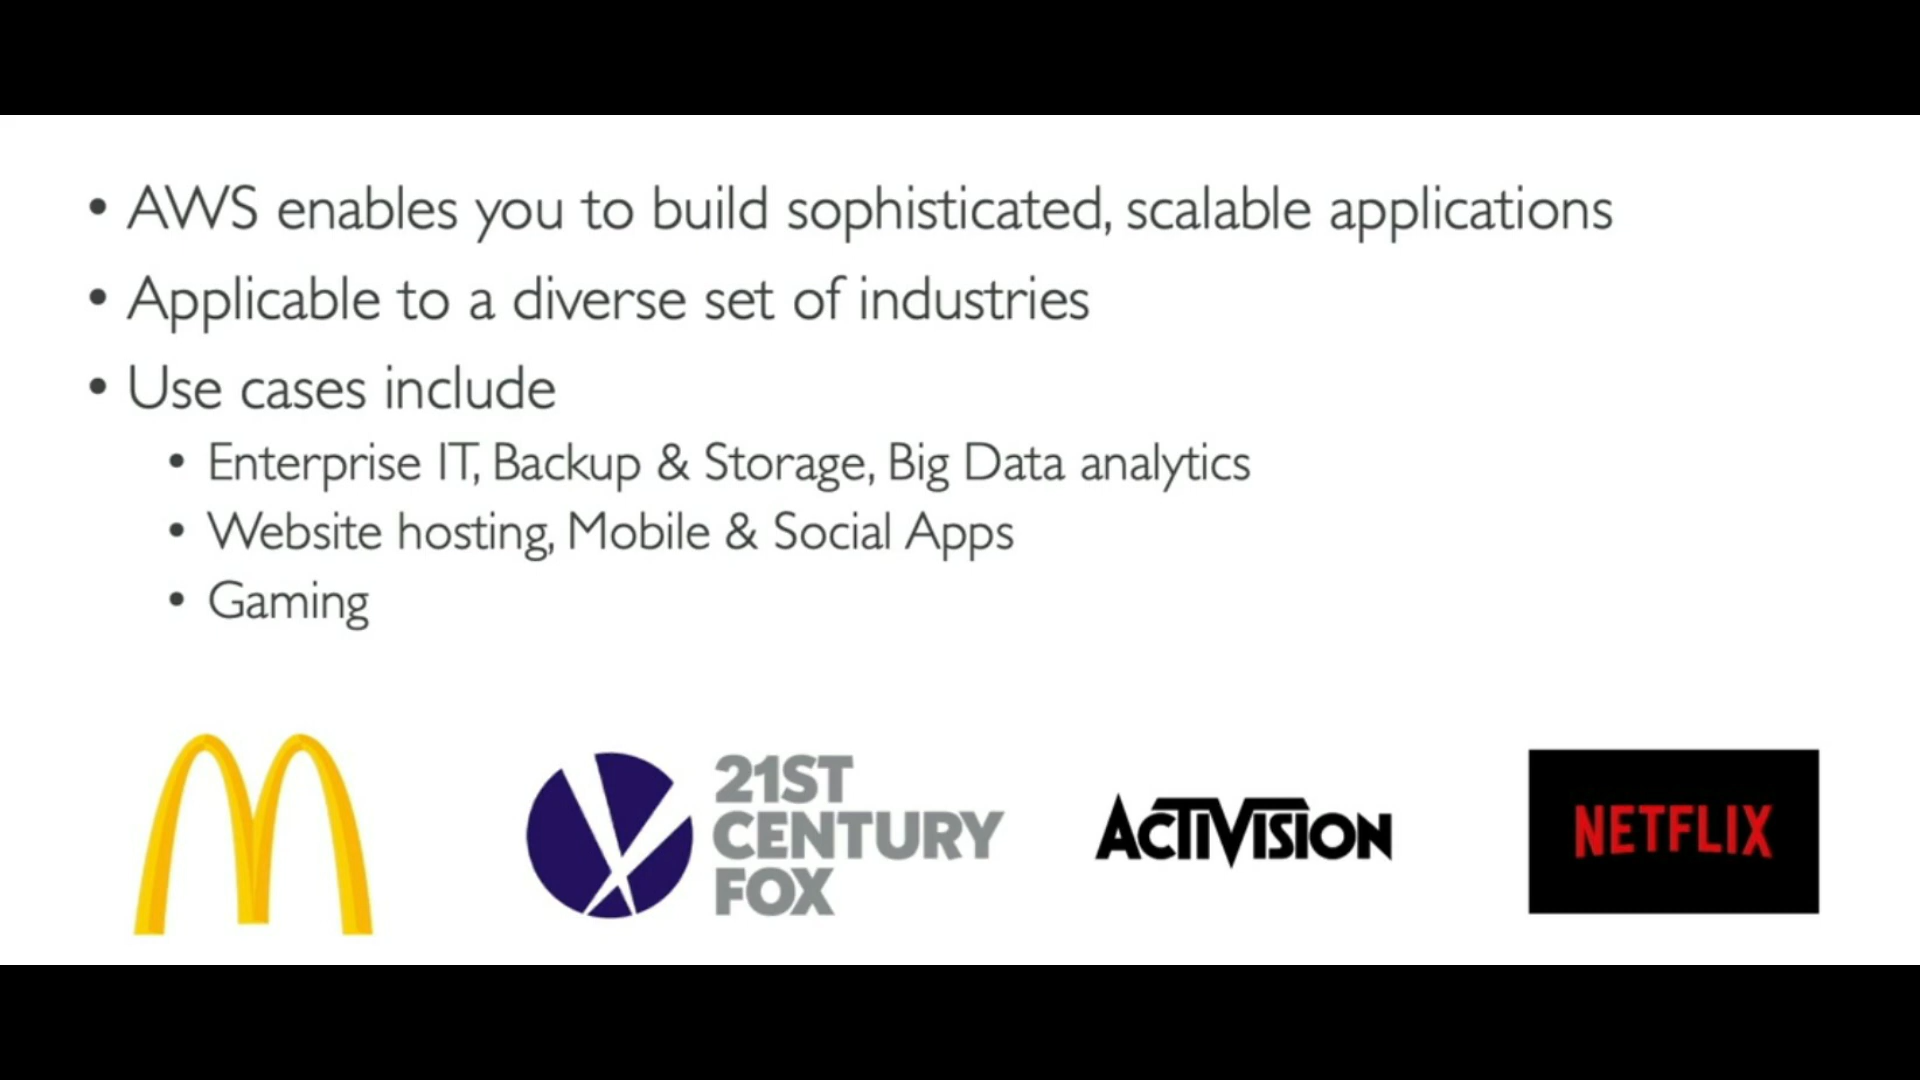 • AWS enables you to build sophisticated, scalable applications
• Applicable to a diverse set of industries
• Use cases include
• Enterprise IT, Backup & Storage, Big Data analytics
• Website hosting, Mobile & Social Apps
• Gaming
21ST
CENTURY
FOX
ACTIVISION
NETFLIX